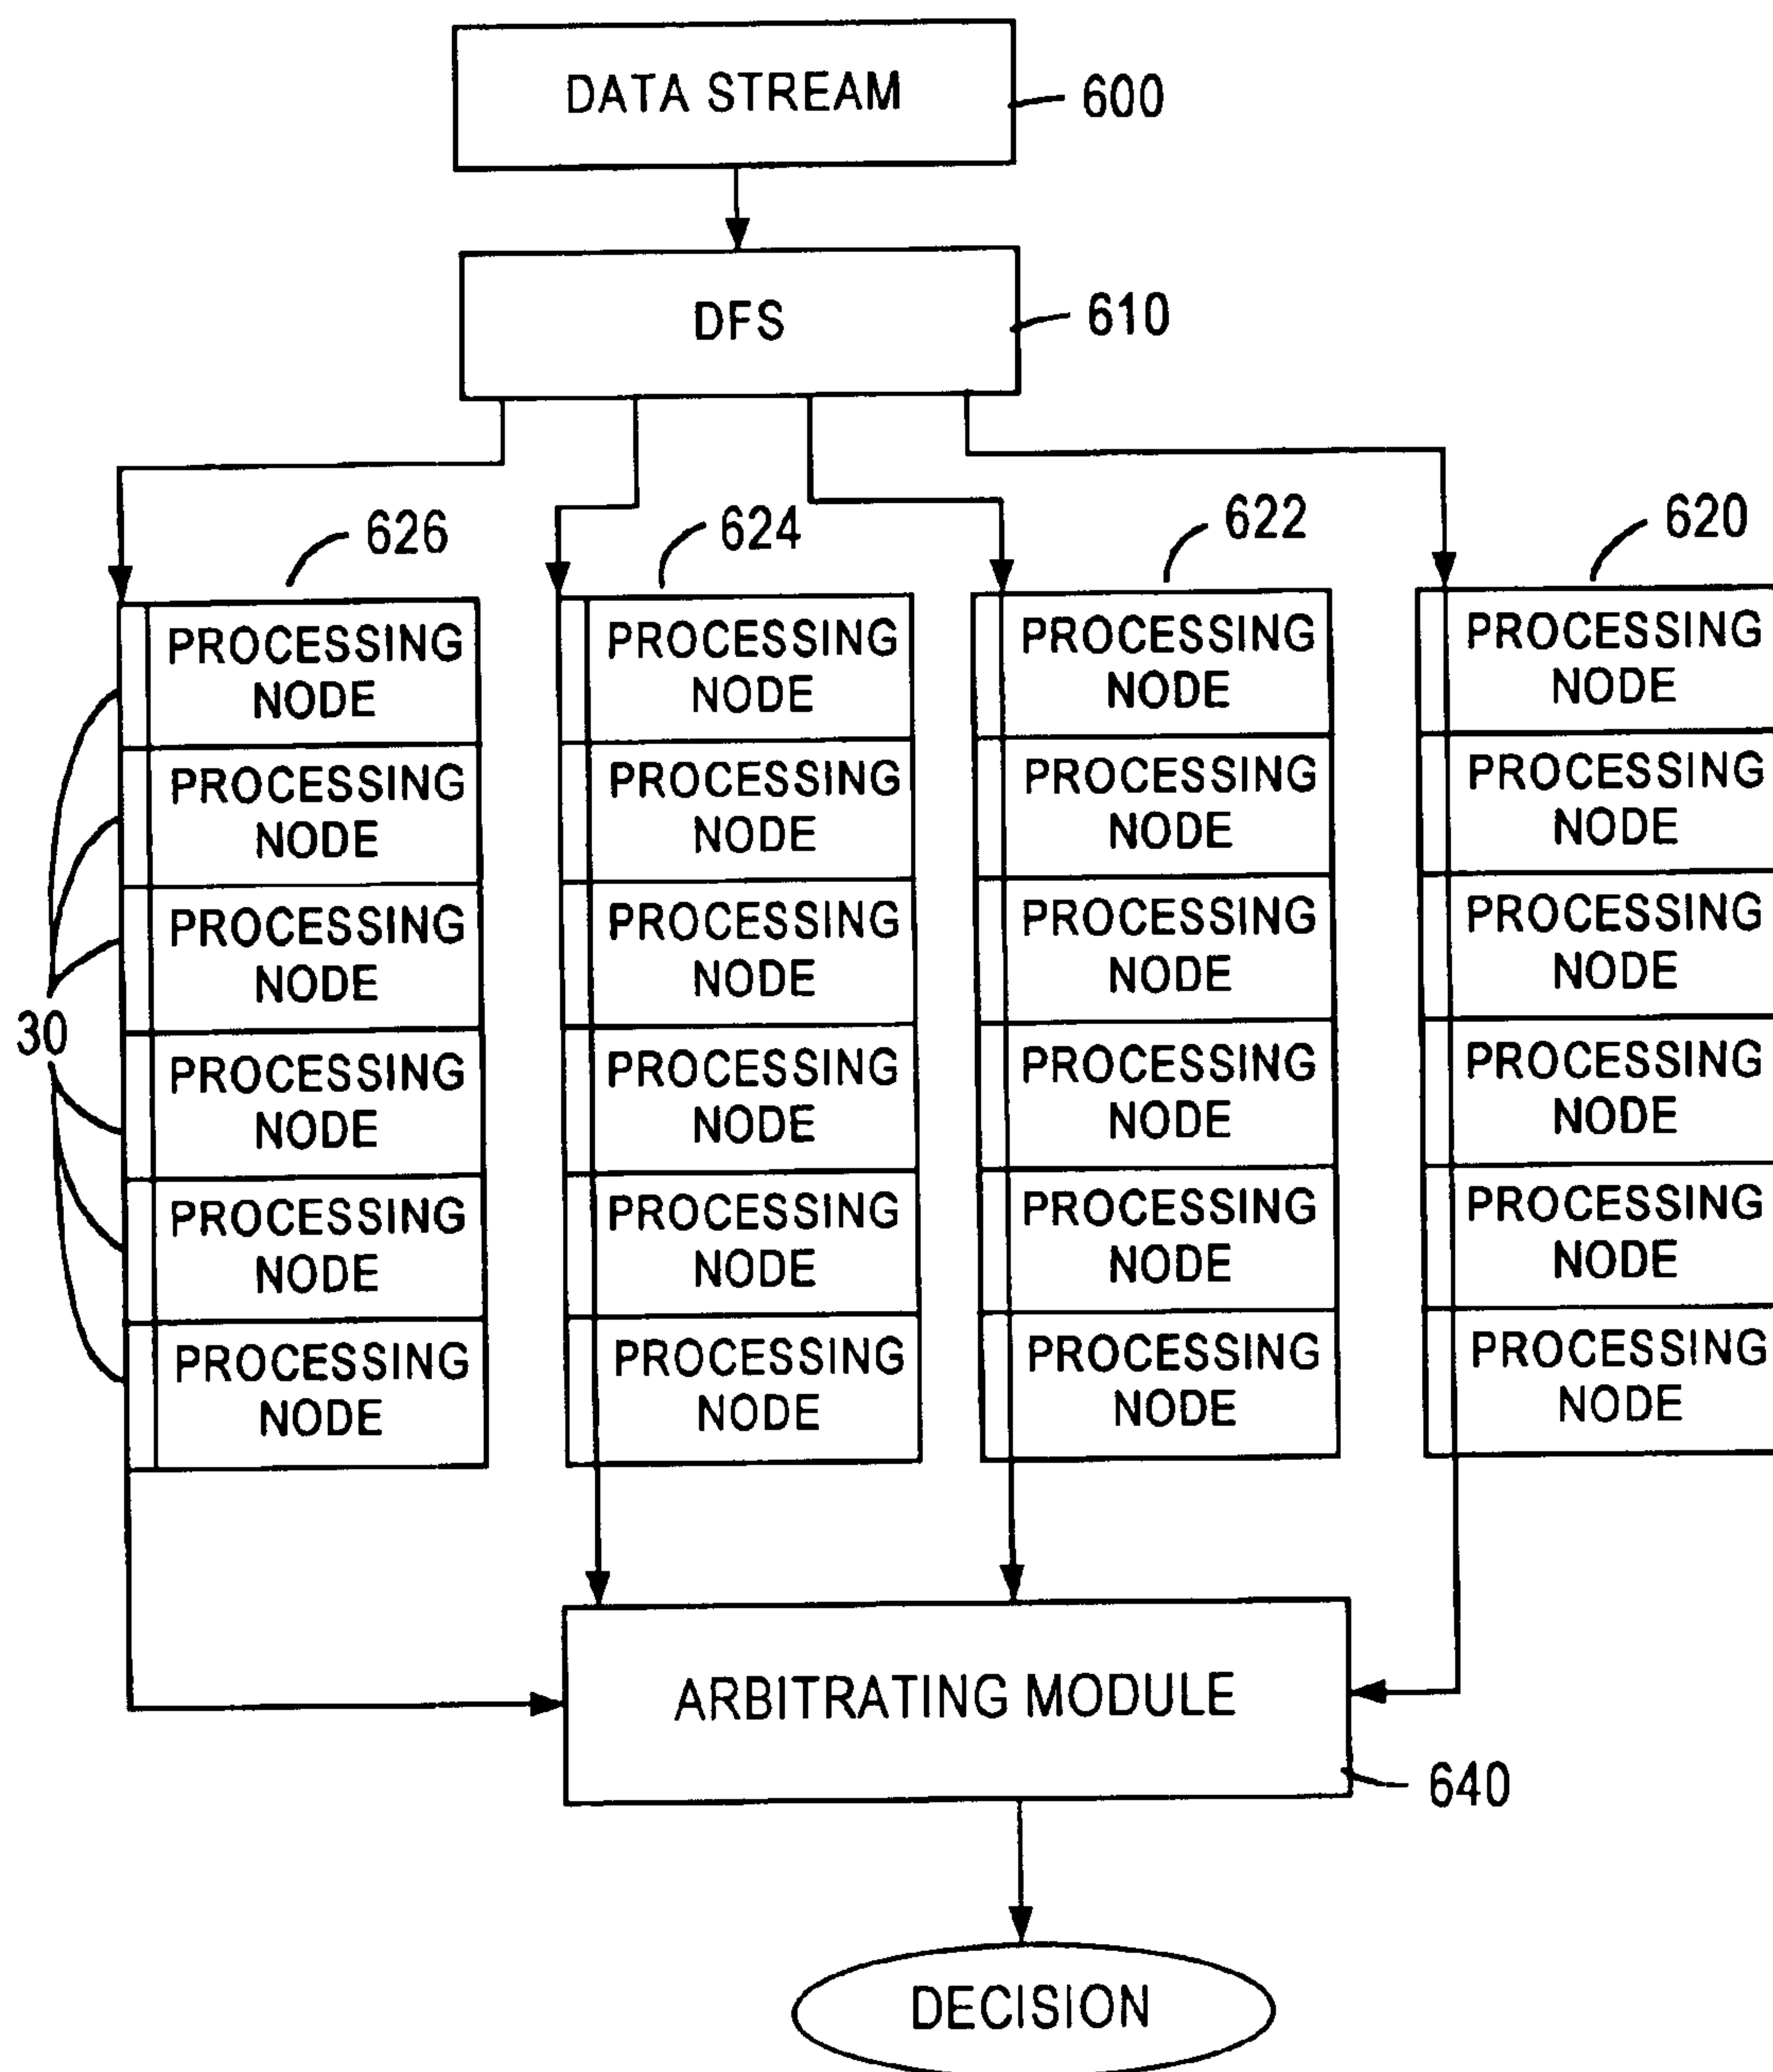 DATA STREAM
600
DFS
610
626
624
622
620
PROCESSING
NODE
PROCESSING
NODE
PROCESSING
NODE
PROCESSING
NODE
PROCESSING
NODE
PROCESSING
NODE
PROCESSING
NODE
PROCESSING
NODE
PROCESSING
NODE
PROCESSING
NODE
PROCESSING
NODE
PROCESSING
NODE
30
PROCESSING
NODE
PROCESSING
NODE
PROCESSING
NODE
PROCESSING
NODE
PROCESSING
NODE
PROCESSING
NODE
PROCESSING
NODE
PROCESSING
NODE
PROCESSING
NODE
PROCESSING
NODE
PROCESSING
NODE
PROCESSING
NODE
ARBITRATING MODULE
640
DECISION